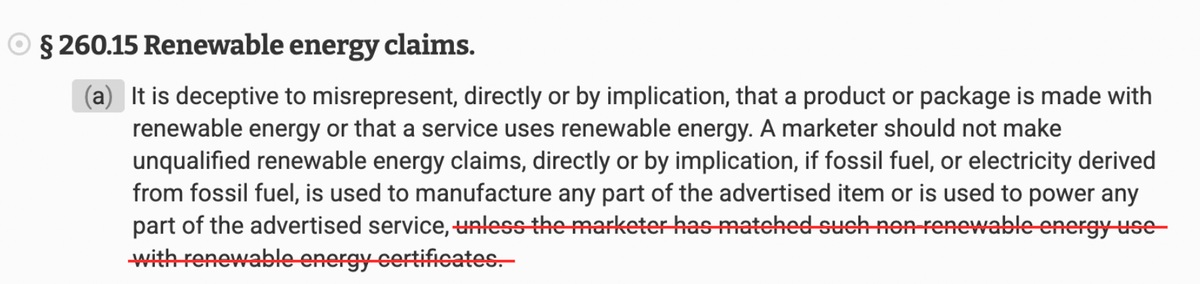 § 260.15 Renewable energy claims.
(a) It is deceptive to misrepresent, directly or by implication, that a product or package is made with
renewable energy or that a service uses renewable energy. A marketer should not make
unqualified renewable energy claims, directly or by implication, if fossil fuel, or electricity derived
from fossil fuel, is used to manufacture any part of the advertised item or is used to power any
part of the advertised service, unless the marketer has matched such non-renewable energy use
with renewable energy certificates.